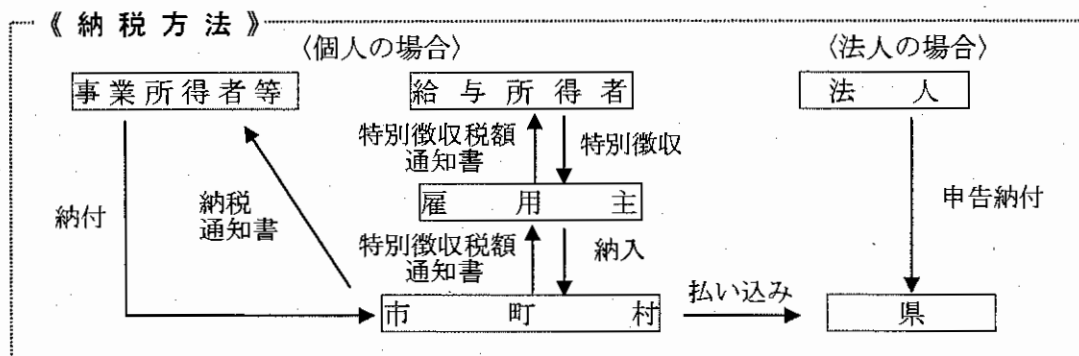 《納税方法》
〈個人の場合〉
〈法人の場合〉
事業所得者等
給与所得者
法人
特別徴収税額
通知書
特別徴収
雇用主
納付
納税
通知書
申告納付
特別徴収税額
通知書
納入
市町村
払い込み
県